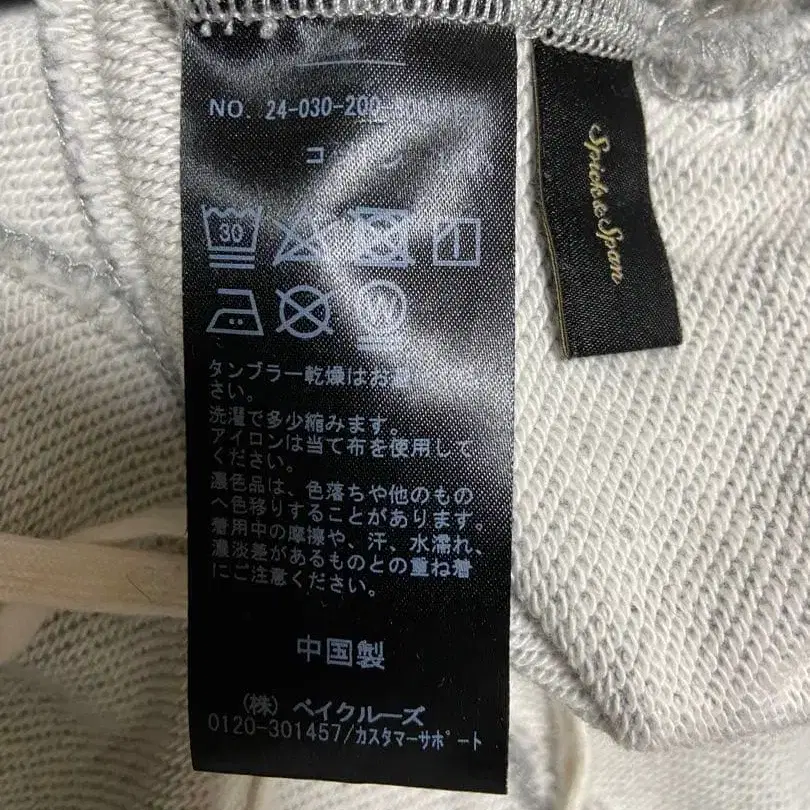 NO. 24-030-200-
コ
30
タンブラー乾燥はお
さい。
洗濯で多少縮みます。
アイロンは当て布を使用して
ください。
濃色品は、色落ちや他のもの
へ色移りすることがあります。
着用中の摩擦や、汗、水濡れ、
濃淡差があるものとの重ね着
にご注意ください。
中国製
(株) ベイクルーズ
0120-301457/カスタマーサポート
Spick & Span